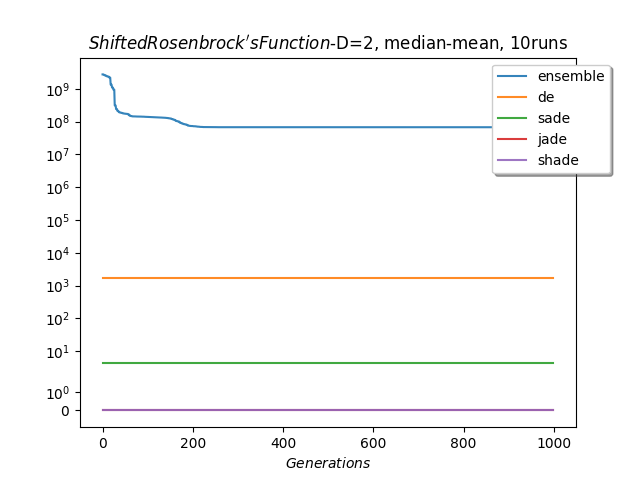 ShiftedRosenbrock'sFunction-D=2, median-mean, 10runs
ensemble
de
sade
jade
shade
10⁹
10⁸
10⁷
10⁶
10⁵
10⁴
10³
10²
10¹
10⁰
0
0 200 400 600 800 1000
Generations